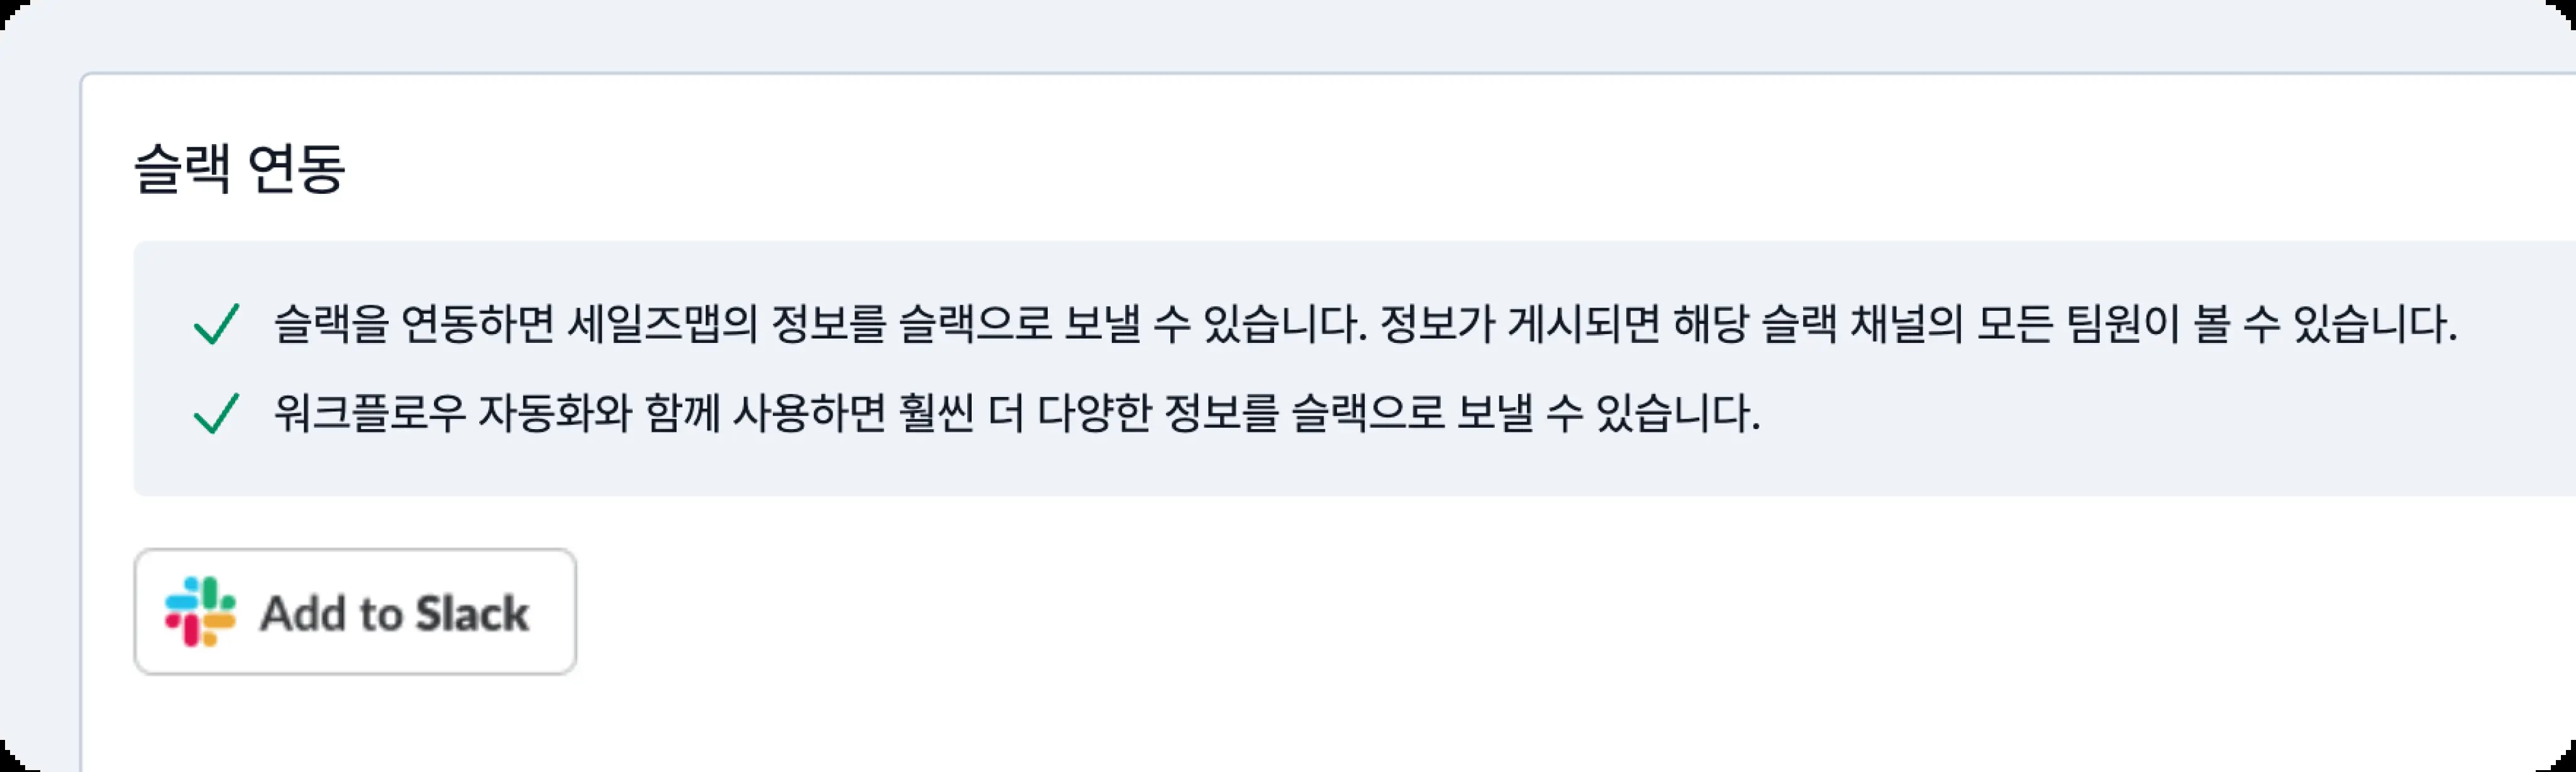 슬랙 연동
슬랙을 연동하면 세일즈맵의 정보를 슬랙으로 보낼 수 있습니다. 정보가 게시되면 해당 슬랙 채널의 모든 팀원이 볼 수 있습니다.
워크플로우 자동화와 함께 사용하면 훨씬 더 다양한 정보를 슬랙으로 보낼 수 있습니다.
Add to Slack